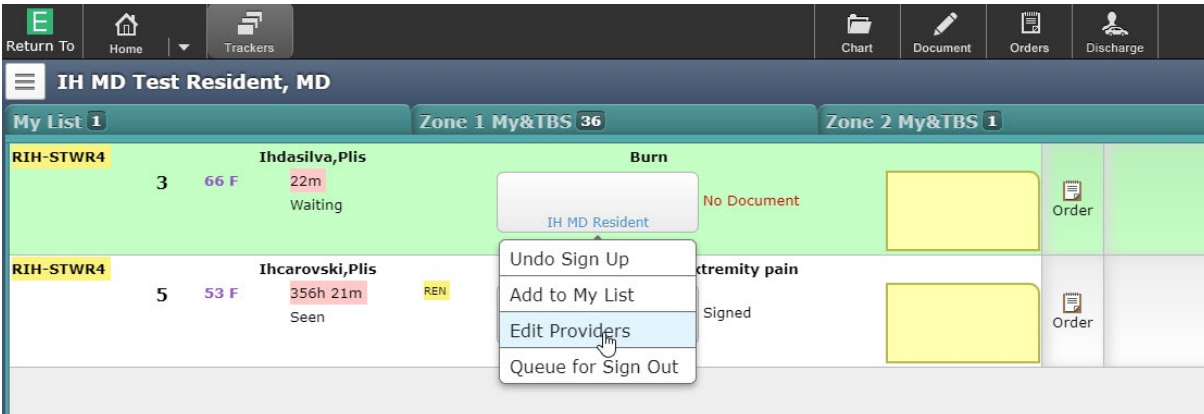 E
Return To
Home
Trackers
Chart
Document
Orders
Discharge
IH MD Test Resident, MD
My List 1
Zone 1 My&TBS 36
Zone 2 My&TBS 1
RIH-STWR4
Ihdasilva,Plis
Burn
3
66 F
22m
Waiting
IH MD Resident
No Document
Order
Undo Sign Up
Add to My List
Edit Providers
Queue for Sign Out
RIH-STWR4
Ihcarovski,Plis
pain
5
53 F
356h 21m
REN
Seen
Signed
Order